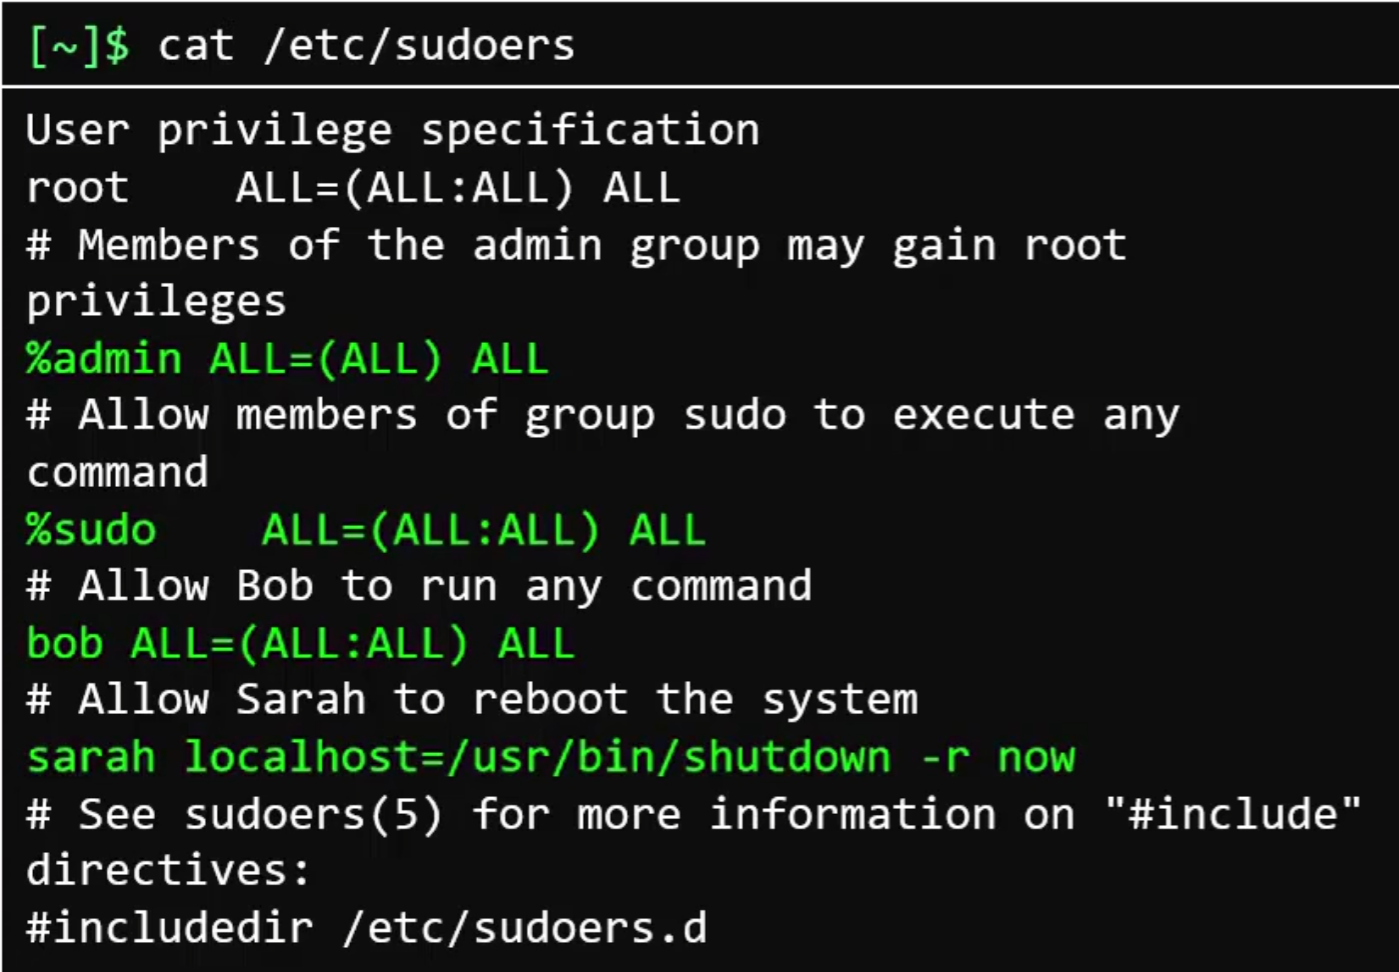 [~]$ cat /etc/sudoers
User privilege specification
root    ALL=(ALL:ALL) ALL
# Members of the admin group may gain root
privileges
%admin ALL=(ALL) ALL
# Allow members of group sudo to execute any
command
%sudo    ALL=(ALL:ALL) ALL
# Allow Bob to run any command
bob ALL=(ALL:ALL) ALL
# Allow Sarah to reboot the system
sarah localhost=/usr/bin/shutdown -r now
# See sudoers(5) for more information on "#include"
directives:
#includedir /etc/sudoers.d